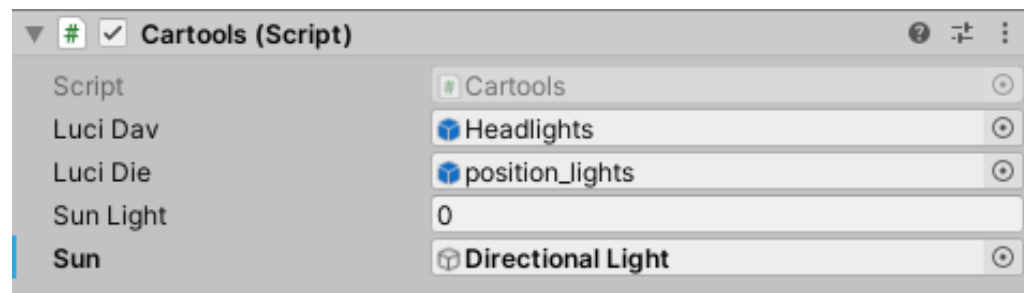 Cartools (Script)
Script Cartools
Luci Dav Headlights
Luci Die position_lights
Sun Light 0
Sun Directional Light